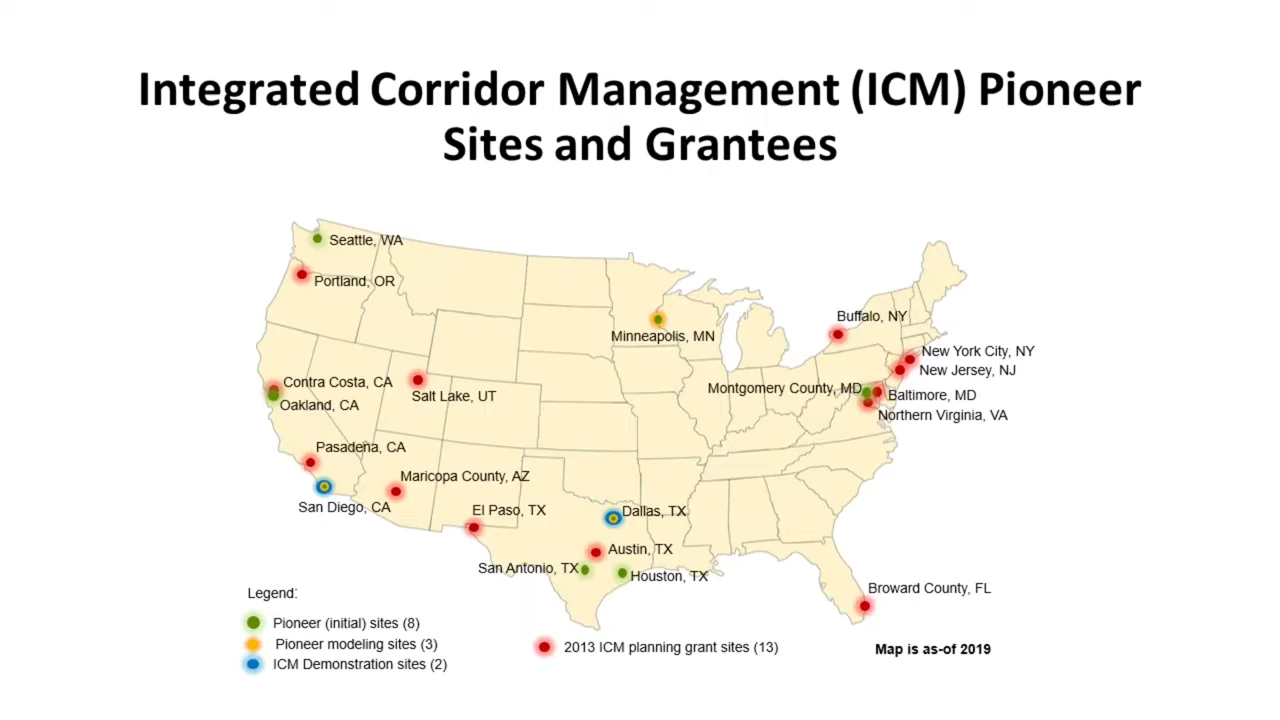 Integrated Corridor Management (ICM) Pioneer
Sites and Grantees
Seattle, WA
Portland, OR
Buffalo, NY
Minneapolis, MN
New York City, NY
New Jersey, NJ
Contra Costa, CA
Montgomery County, MD
Salt Lake, UT
Baltimore, MD
Oakland, CA
Northern Virginia, VA
Pasadena, CA
Maricopa County, AZ
San Diego, CA
El Paso, TX
Dallas, TX
Austin, TX
San Antonio, TX
Houston, TX
Broward County, FL
Legend:
Pioneer (initial) sites (8)
Pioneer modeling sites (3)
ICM Demonstration sites (2)
2013 ICM planning grant sites (13)
Map is as-of 2019